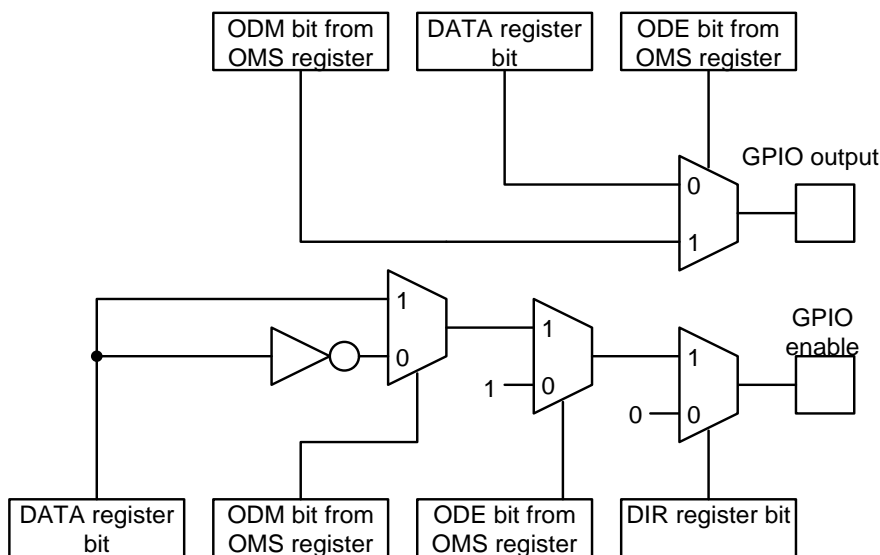 ODM bit from
OMS register
DATA register
bit
ODE bit from
OMS register
GPIO output
0
1
1
0
1
1
0
GPIO
enable
1
0
0
DATA register
bit
ODM bit from
OMS register
ODE bit from
OMS register
DIR register bit